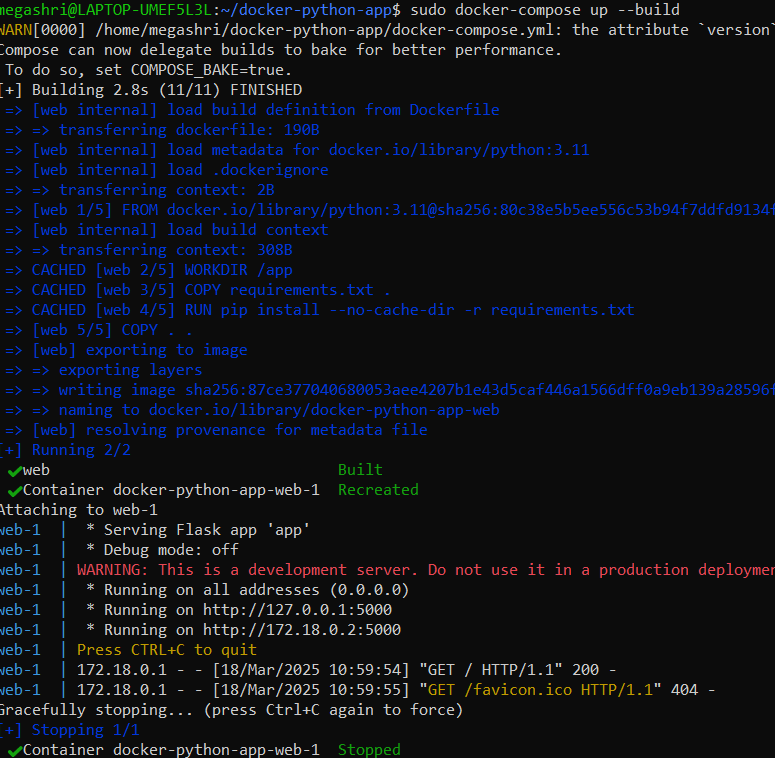 megashri@LAPTOP-UMEF5L3L:~/docker-python-app$ sudo docker-compose up --build
WARN[0000] /home/megashri/docker-python-app/docker-compose.yml: the attribute `version`
Compose can now delegate builds to bake for better performance.
To do so, set COMPOSE_BAKE=true.
[+] Building 2.8s (11/11) FINISHED
=> [web internal] load build definition from Dockerfile
=> => transferring dockerfile: 190B
=> [web internal] load metadata for docker.io/library/python:3.11
=> [web internal] load .dockerignore
=> => transferring context: 2B
=> [web 1/5] FROM docker.io/library/python:3.11@sha256:80c38e5b5ee556c53b94f7ddfd9134f
=> [web internal] load build context
=> => transferring context: 308B
=> CACHED [web 2/5] WORKDIR /app
=> CACHED [web 3/5] COPY requirements.txt .
=> CACHED [web 4/5] RUN pip install --no-cache-dir -r requirements.txt
=> [web 5/5] COPY . .
=> [web] exporting to image
=> => exporting layers
=> => writing image sha256:87ce377040680053aee4207b1e43d5caf446a1566dff0a9eb139a28596f
=> => naming to docker.io/library/docker-python-app-web
=> [web] resolving provenance for metadata file
[+] Running 2/2
✔web Built
✔Container docker-python-app-web-1 Recreated
Attaching to web-1
web-1 | * Serving Flask app 'app'
web-1 | * Debug mode: off
web-1 | WARNING: This is a development server. Do not use it in a production deploymen
web-1 | * Running on all addresses (0.0.0.0)
web-1 | * Running on http://127.0.0.1:5000
web-1 | * Running on http://172.18.0.2:5000
web-1 | Press CTRL+C to quit
web-1 | 172.18.0.1 - - [18/Mar/2025 10:59:54] "GET / HTTP/1.1" 200 -
web-1 | 172.18.0.1 - - [18/Mar/2025 10:59:55] "GET /favicon.ico HTTP/1.1" 404 -
Gracefully stopping... (press Ctrl+C again to force)
[+] Stopping 1/1
✔Container docker-python-app-web-1 Stopped